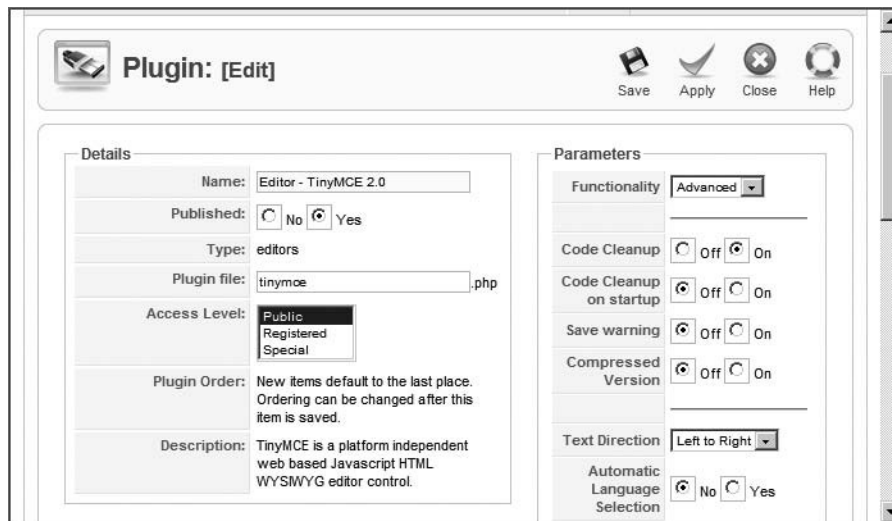 Plugin: [Edit]
Save Apply Close Help
Details
Name: Editor - TinyMCE 2.0
Published: No Yes
Type: editors
Plugin file: tinymce .php
Access Level: Public
Registered
Special
Plugin Order: New items default to the last place.
Ordering can be changed after this
item is saved.
Description: TinyMCE is a platform independent
web based Javascript HTML
WYSIWYG editor control.
Parameters
Functionality Advanced
Code Cleanup Off On
Code Cleanup
on startup Off On
Save warning Off On
Compressed
Version Off On
Text Direction Left to Right
Automatic
Language
Selection No Yes